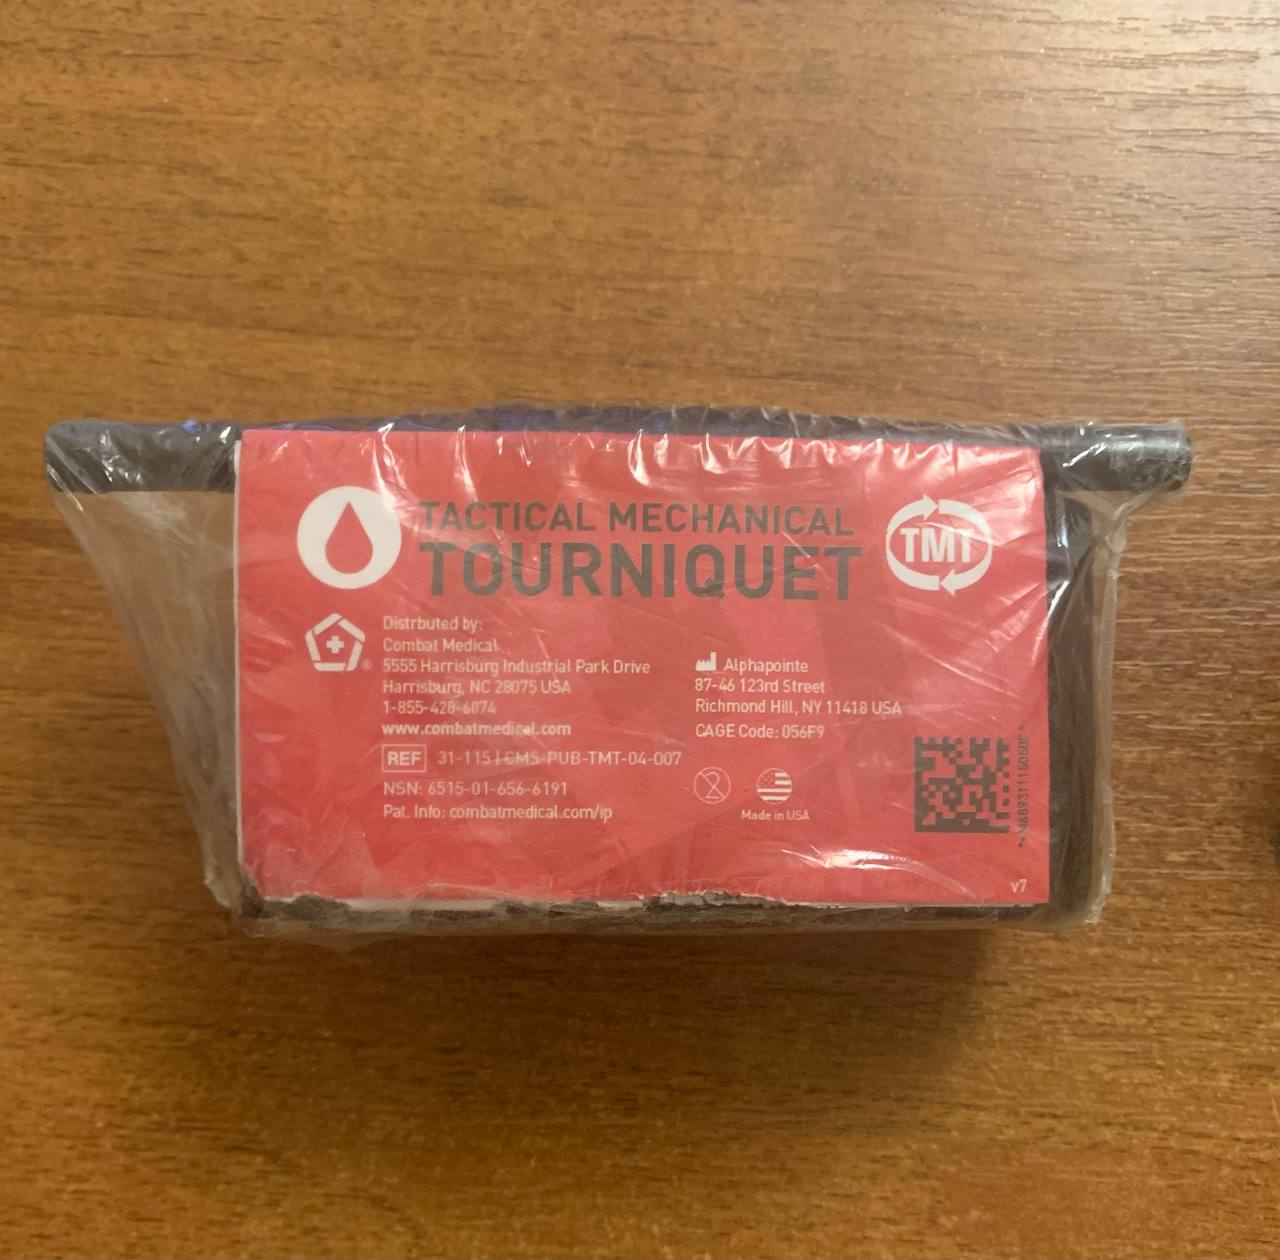 TACTICAL MECHANICAL
TOURNIQUET
TMT
Distrbuted by:
Combat Medical
5555 Harrisburg Industrial Park Drive
Harrisburg, NC 28075 USA
1-855-428-6074
www.combatmedical.com
REF 31-115 | CMS-PUB-TMT-04-007
NSN: 6515-01-656-6191
Pat. Info: combatmedical.com/ip
Alphapointe
87-46 123rd Street
Richmond Hill, NY 11418 USA
CAGE Code: 056F9
2
Made in USA
v7